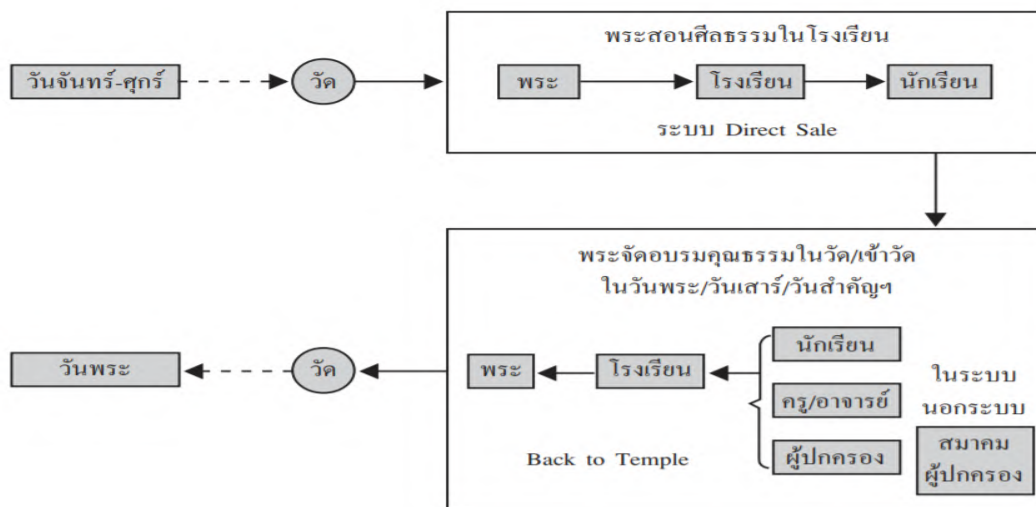 พระสอนศีลธรรมในโรงเรียน
วันจันทร์-ศุกร์
วัด
พระ
โรงเรียน
นักเรียน
ระบบ Direct Sale
พระจัดอบรมคุณธรรมในวัด/เข้าวัด
ในวันพระ/วันเสาร์/วันสำคัญฯ
วันพระ
วัด
พระ
โรงเรียน
นักเรียน
ครู/อาจารย์
ผู้ปกครอง
ในระบบ
นอกระบบ
สมาคม
ผู้ปกครอง
Back to Temple